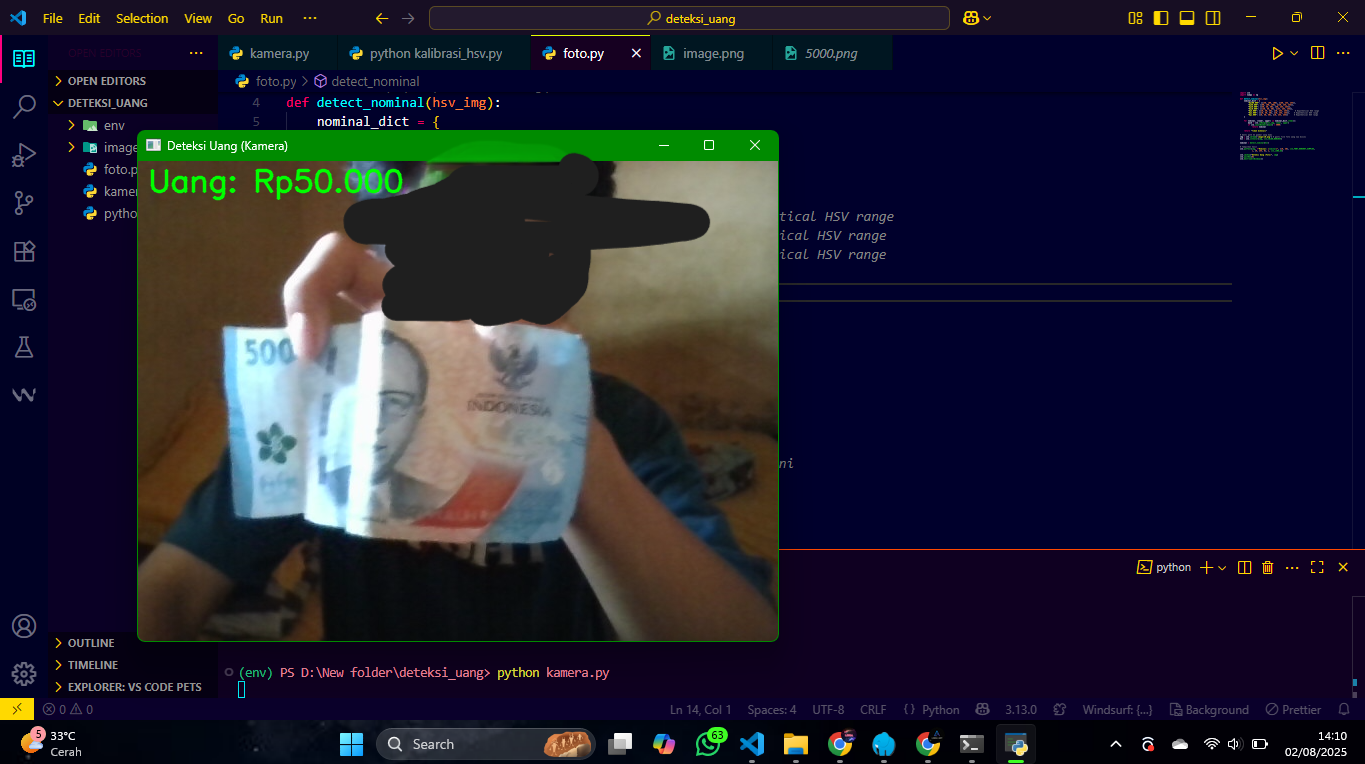 File Edit Selection View Go Run ···
deteksi_uang
OPEN EDITORS ···
kamera.py
python kalibrasi_hsv.py
foto.py
image.png
5000.png
OPEN EDITORS
foto.py > detect_nominal
DETEKSI_UANG
4 def detect_nominal(hsv_img):
env
5 nominal_dict = {
image
foto.p
kamer
pytho
Deteksi Uang (Kamera)
Uang: Rp50.000
tical HSV range
ical HSV range
ical HSV range
500
INDONESIA
ni
python
OUTLINE
TIMELINE
EXPLORER: VS CODE PETS
(env) PS D:\New folder\deteksi_uang> python kamera.py
0 0
Ln 14, Col 1 Spaces: 4 UTF-8 CRLF {} Python 3.13.0 Windsurf: {...} Background Prettier
5
33°C
Cerah
Search
63
14:10
02/08/2025